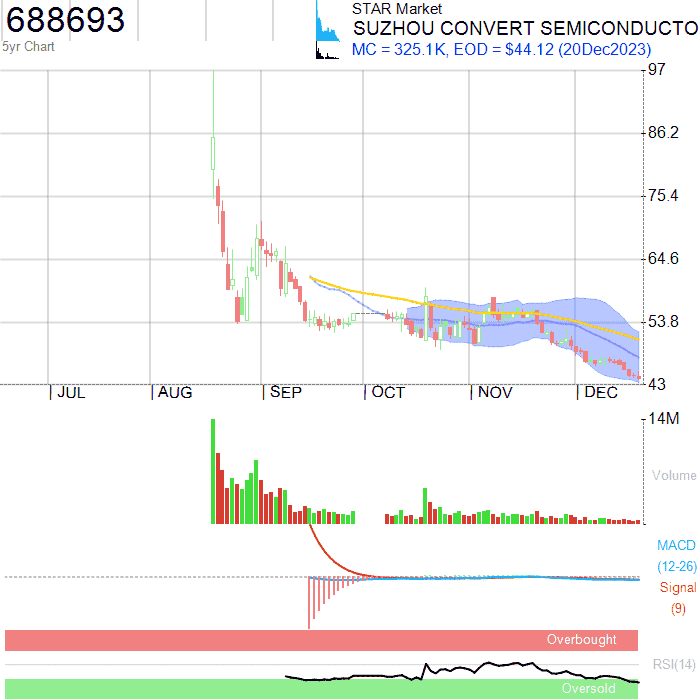 688693
5yr Chart
STAR Market
SUZHOU CONVERT SEMICONDUCTO
MC = 325.1K, EOD = $44.12 (20Dec2023)
97
86.2
75.4
64.6
53.8
43
JUL AUG SEP OCT NOV DEC
14M
Volume
MACD
(12-26)
Signal
(9)
Overbought
RSI(14)
Oversold